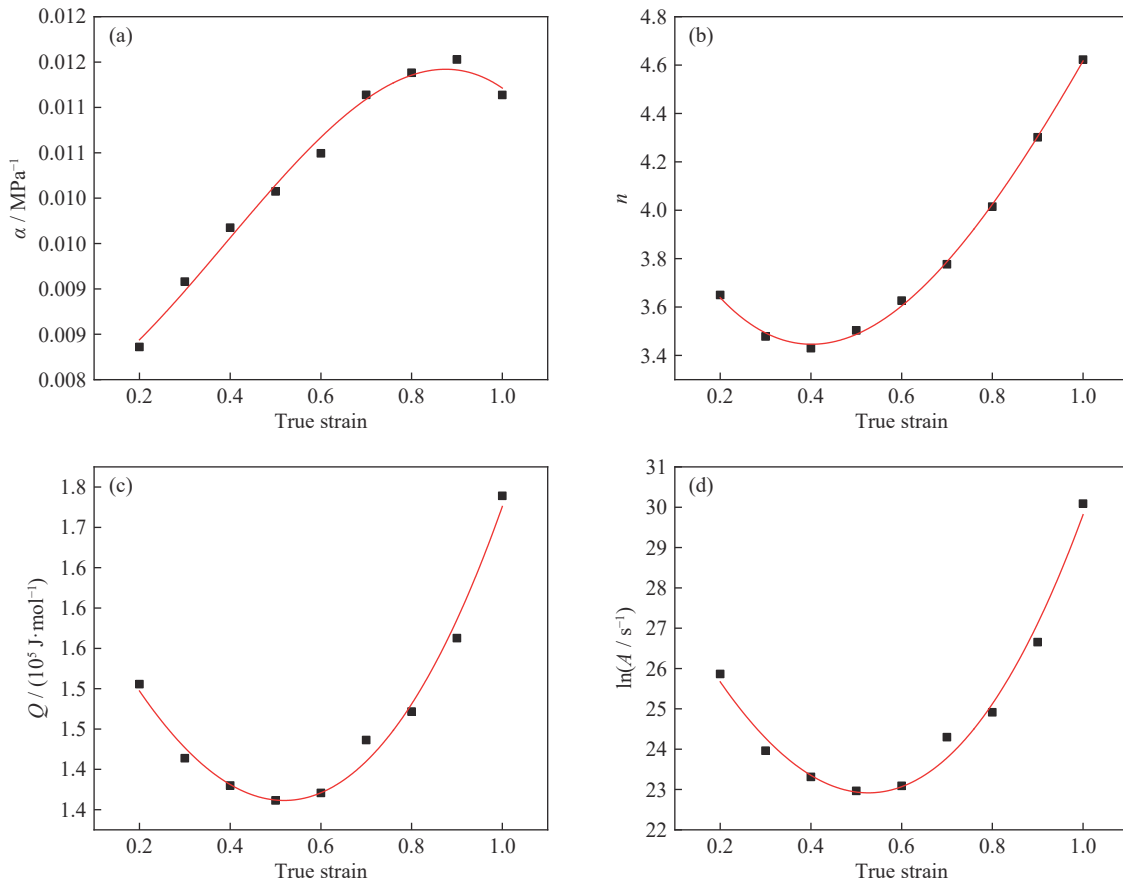 (a)
α / MPa⁻¹
0.012
0.012
0.011
0.011
0.010
0.010
0.009
0.009
0.008
0.2 0.4 0.6 0.8 1.0
True strain
(b)
n
4.8
4.6
4.4
4.2
4.0
3.8
3.6
3.4
0.2 0.4 0.6 0.8 1.0
True strain
(c)
Q / (10⁵ J·mol⁻¹)
1.8
1.7
1.6
1.6
1.6
1.5
1.5
1.4
1.4
0.2 0.4 0.6 0.8 1.0
True strain
(d)
ln(A / s⁻¹)
31
30
29
28
27
26
25
24
23
22
0.2 0.4 0.6 0.8 1.0
True strain